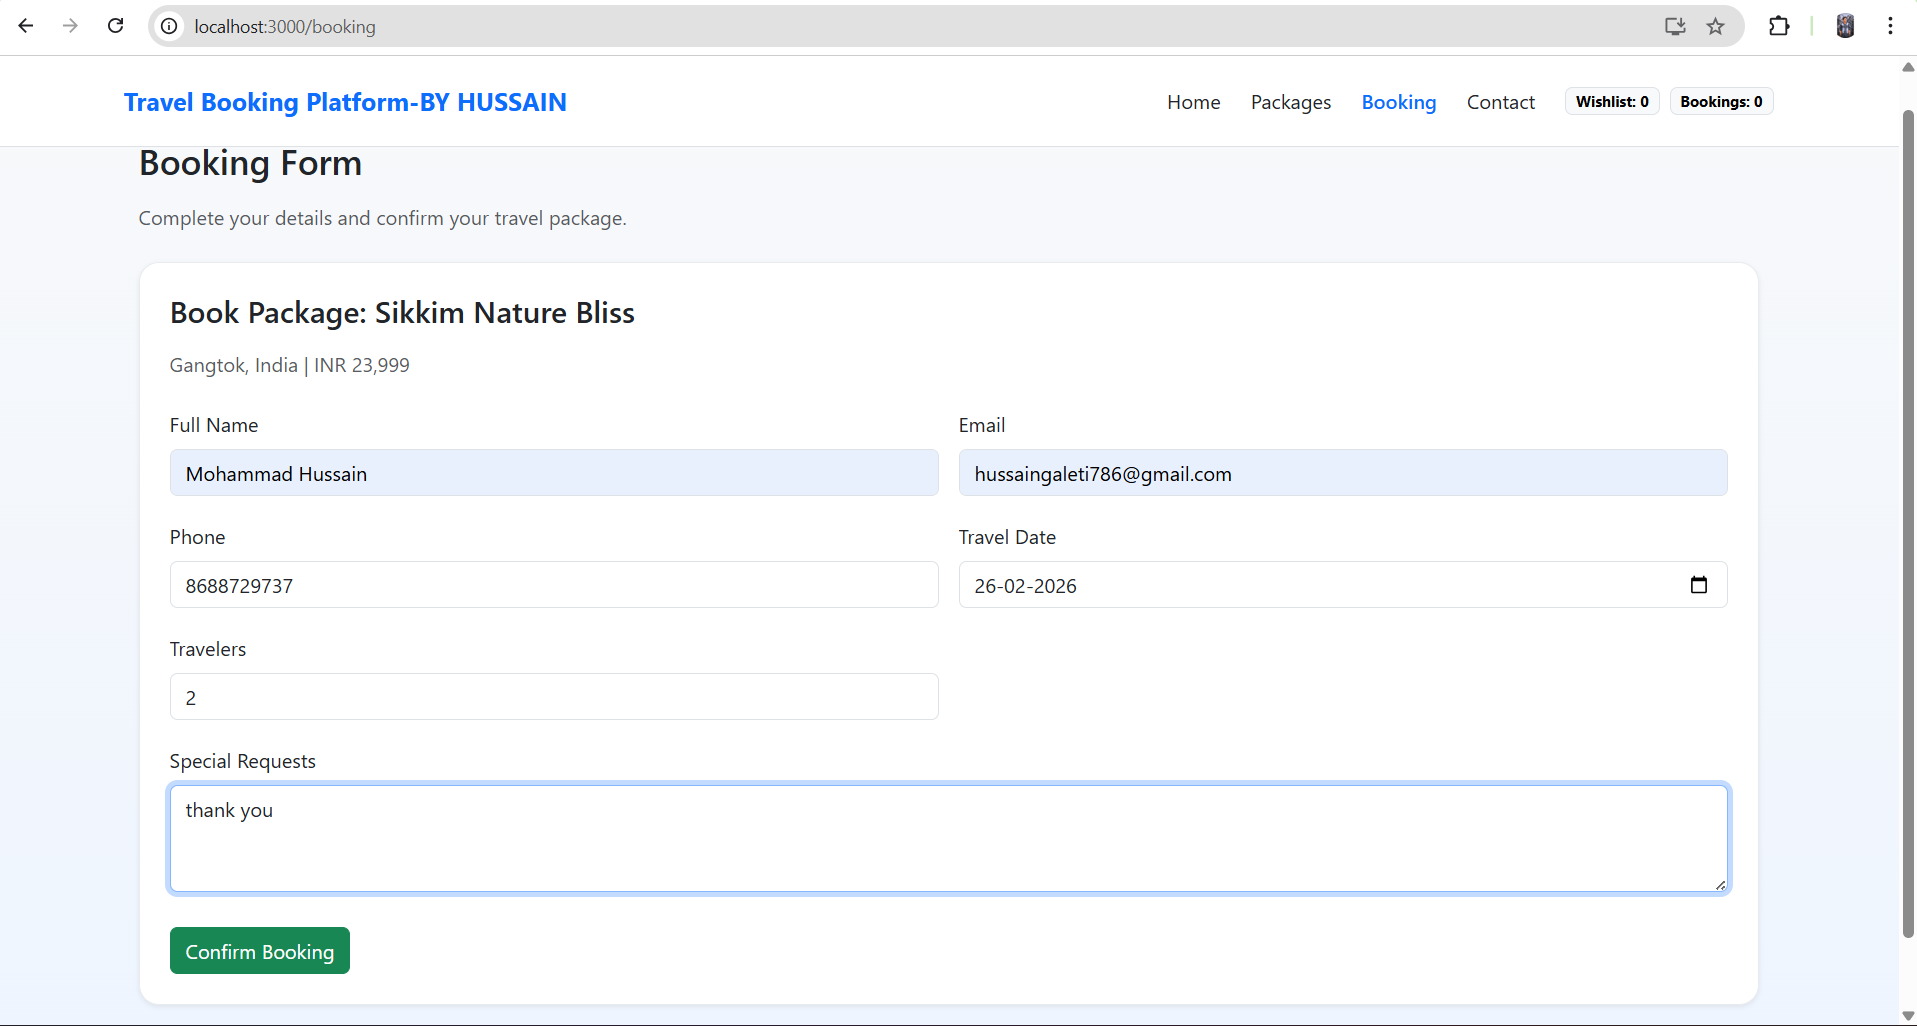 localhost:3000/booking
Travel Booking Platform-BY HUSSAIN
Home Packages Booking Contact Wishlist: 0 Bookings: 0
Booking Form
Complete your details and confirm your travel package.
Book Package: Sikkim Nature Bliss
Gangtok, India | INR 23,999
Full Name Email
Mohammad Hussain hussaingaleti786@gmail.com
Phone Travel Date
8688729737 26-02-2026
Travelers
2
Special Requests
thank you
Confirm Booking